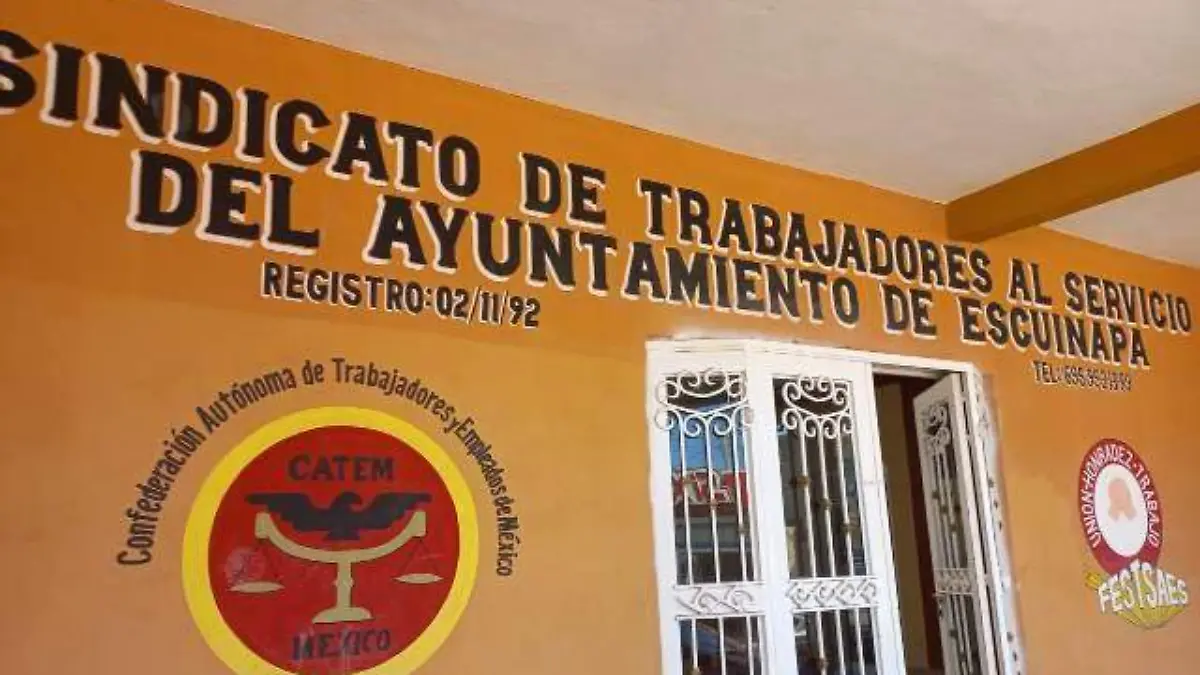 SINDICATO DE TRABAJADORES AL SERVICIO
DEL AYUNTAMIENTO DE ESCUINAPA
REGISTRO: 02/11/92
TEL:
Confederación Autónoma de Trabajadores y Empleados de México
CATEM
MEXICO
UNION-HONRADEZ-TRABAJO
FESTSAES